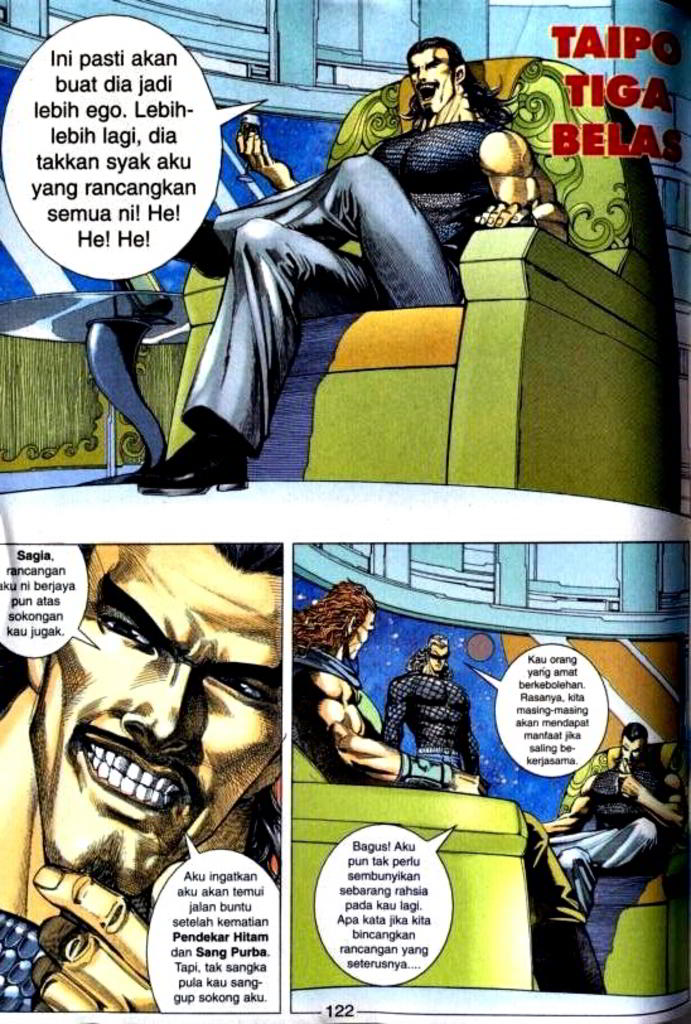 Ini pasti akan
buat dia jadi
lebih ego. Lebih-
lebih lagi, dia
takkan syak aku
yang rancangkan
semua ni! He!
He! He!
TAIPO
TIGA
BELAS
Sagia,
rancangan
aku ni berjaya
pun atas
sokongan
kau jugak.
Aku ingatkan
aku akan temui
jalan buntu
setelah kematian
Pendekar Hitam
dan Sang Purba.
Tapi, tak sangka
pula kau sang-
gup sokong aku.
Kau orang
yang amat
berkebolehan.
Rasanya, kita
masing-masing
akan mendapat
manfaat jika
saling be-
kerjasama.
Bagus! Aku
pun tak perlu
sembunyikan
sebarang rahsia
pada kau lagi.
Apa kata jika kita
bincangkan
rancangan yang
seterusnya....
122